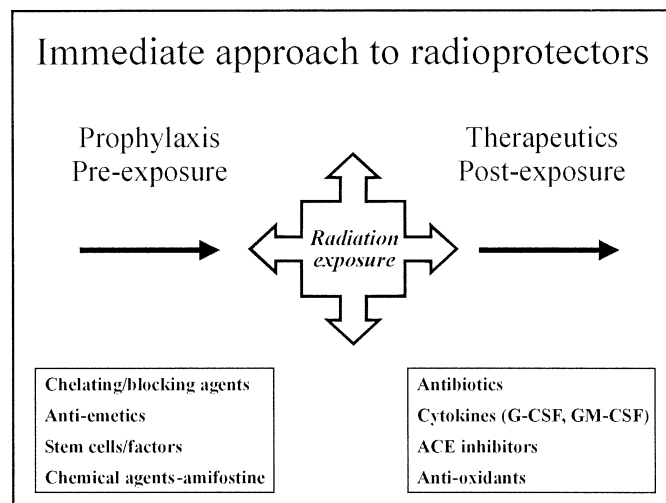 Immediate approach to radioprotectors
Prophylaxis
Pre-exposure
Therapeutics
Post-exposure
Radiation
exposure
Chelating/blocking agents
Anti-emetics
Stem cells/factors
Chemical agents-amifostine
Antibiotics
Cytokines (G-CSF, GM-CSF)
ACE inhibitors
Anti-oxidants